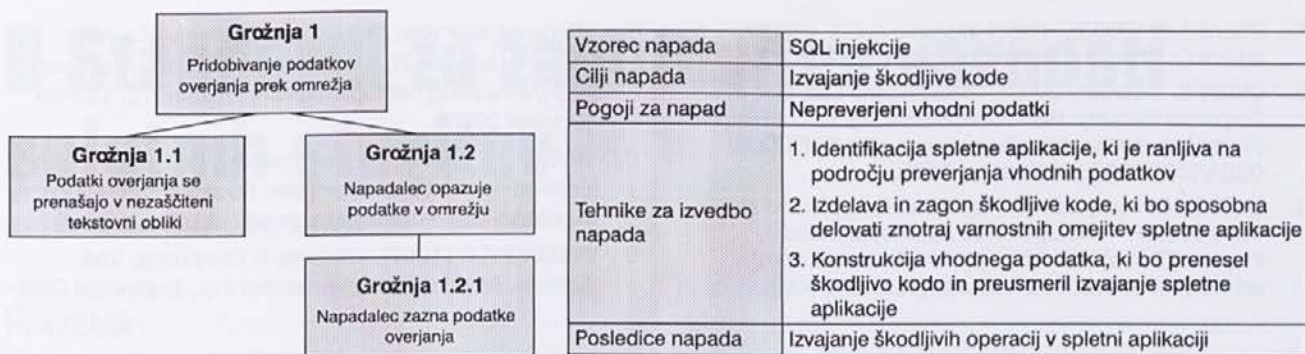 Grožnja 1
Pridobivanje podatkov
overjanja prek omrežja
Grožnja 1.1
Podatki overjanja se
prenašajo v nezaščiteni
tekstovni obliki
Grožnja 1.2
Napadalec opazuje
podatke v omrežju
Grožnja 1.2.1
Napadalec zazna podatke
overjanja
Vzorec napada
SQL injekcije
Cilji napada
Izvajanje škodljive kode
Pogoji za napad
Nepreverjeni vhodni podatki
Tehnike za izvedbo
napada
1. Identifikacija spletne aplikacije, ki je ranljiva na
področju preverjanja vhodnih podatkov
2. Izdelava in zagon škodljive kode, ki bo sposobna
delovati znotraj varnostnih omejitev spletne aplikacije
3. Konstrukcija vhodnega podatka, ki bo prenesel
škodljivo kodo in preusmeril izvajanje spletne
aplikacije
Posledice napada
Izvajanje škodljivih operacij v spletni aplikaciji